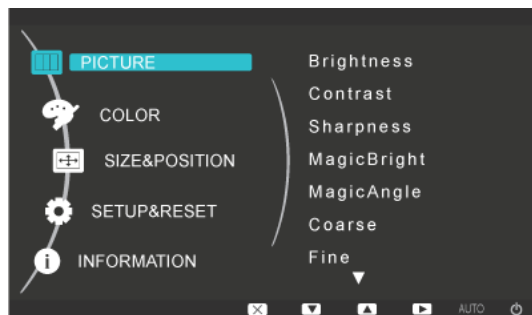 PICTURE
COLOR
SIZE&POSITION
SETUP&RESET
INFORMATION
Brightness
Contrast
Sharpness
MagicBright
MagicAngle
Coarse
Fine
AUTO